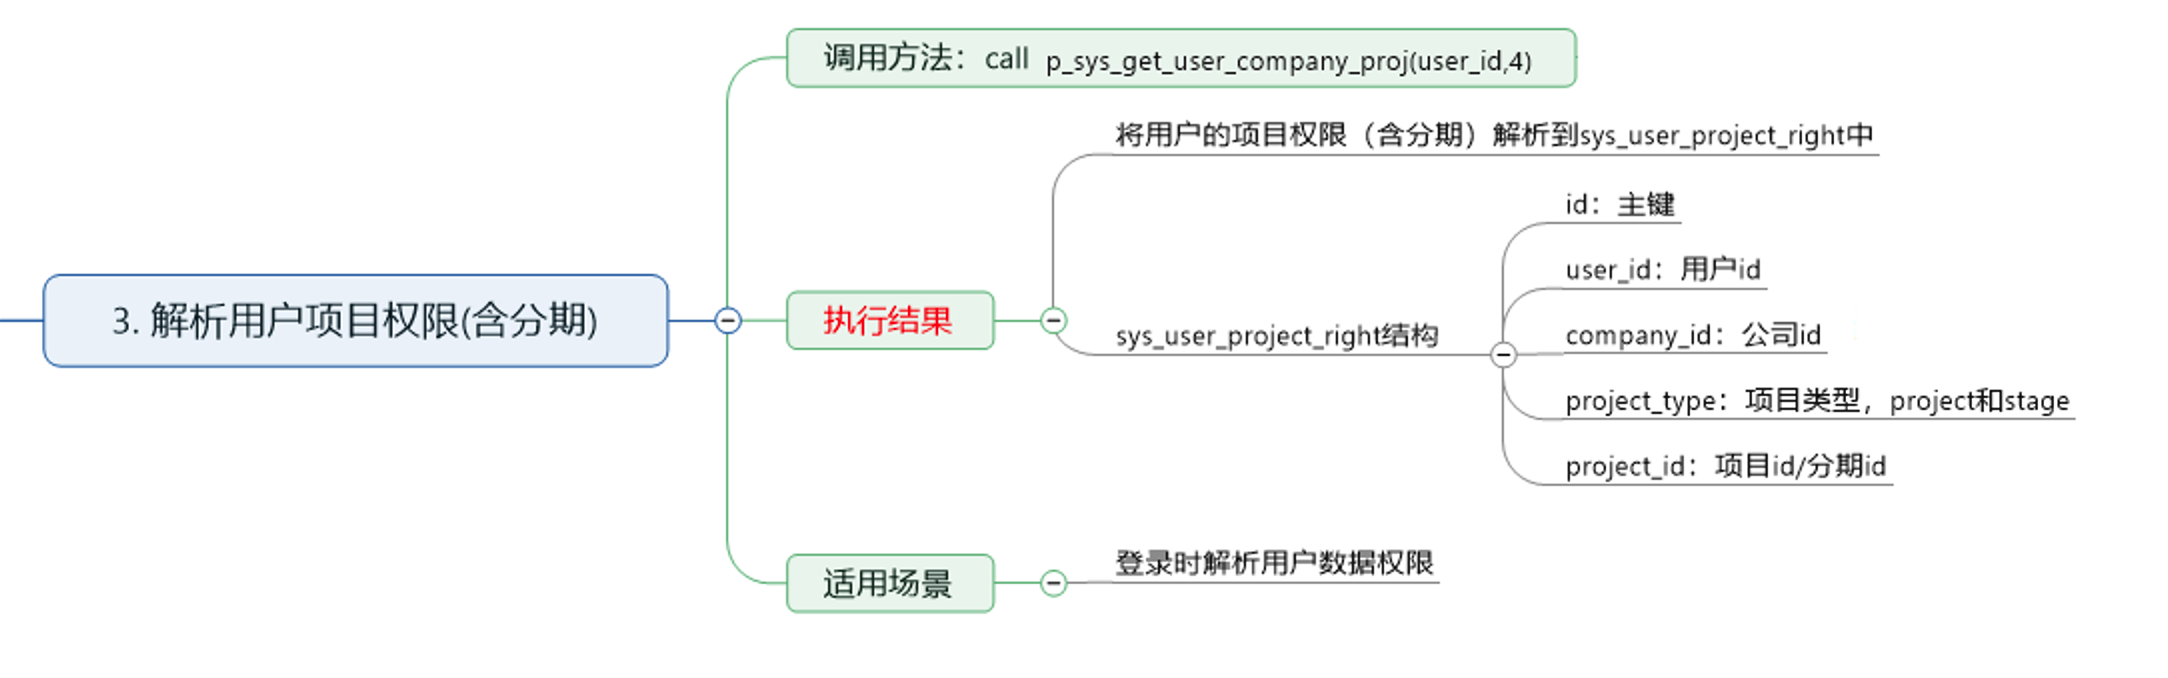 调用方法：call p_sys_get_user_company_proj(user_id,4)
将用户的项目权限（含分期）解析到sys_user_project_right中
id：主键
user_id：用户id
3. 解析用户项目权限(含分期)
执行结果
sys_user_project_right结构
company_id：公司id
project_type：项目类型，project和stage
project_id：项目id/分期id
适用场景
登录时解析用户数据权限